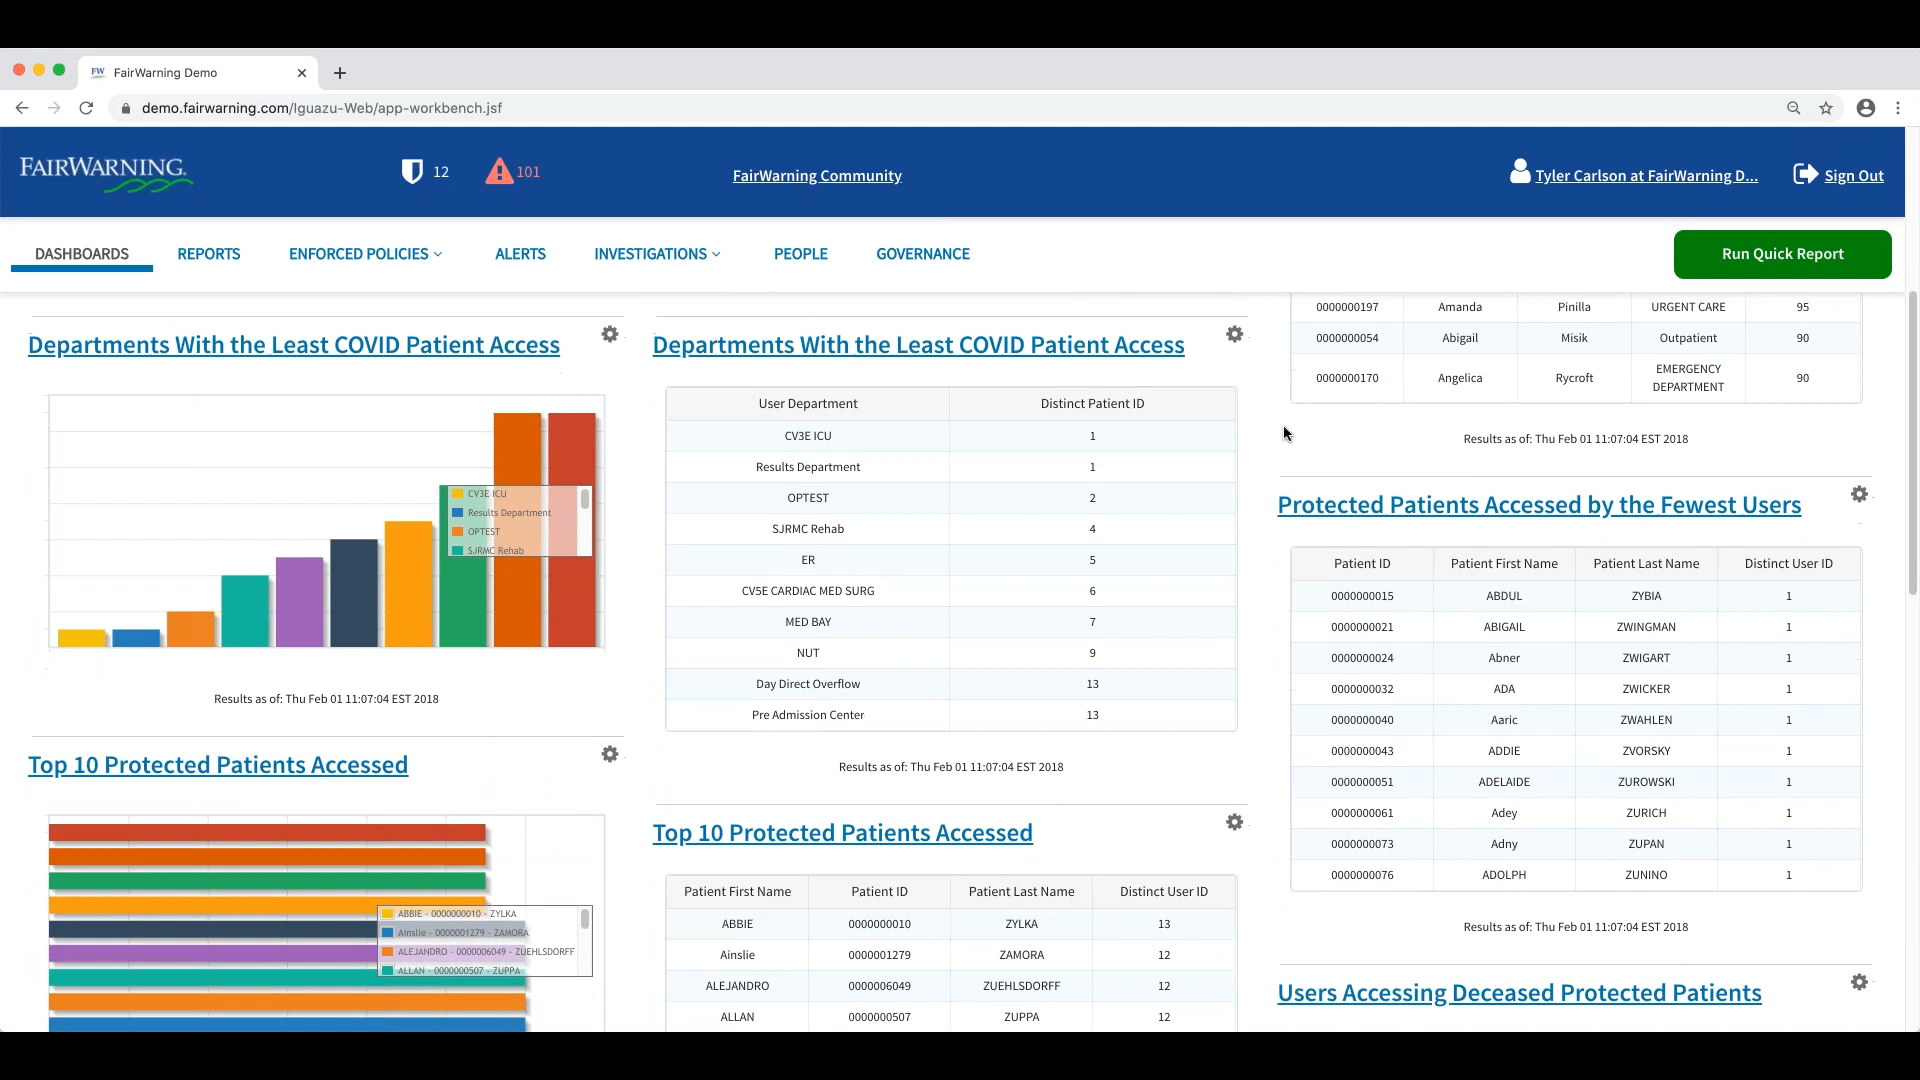 FW FairWarning Demo
demo.fairwarning.com/Iguazu-Web/app-workbench.jsf
FAIRWARNING.
12
101
FairWarning Community
Tyler Carlson at FairWarning D...
Sign Out
DASHBOARDS
REPORTS
ENFORCED POLICIES
ALERTS
INVESTIGATIONS
PEOPLE
GOVERNANCE
Run Quick Report
Departments With the Least COVID Patient Access
CV3E ICU
Results Department
OPTEST
SJRMC Rehab
Results as of: Thu Feb 01 11:07:04 EST 2018
Top 10 Protected Patients Accessed
ABBIE - 0000000010 - ZYLKA
Ainslie - 0000001279 - ZAMORA
ALEJANDRO - 0000006049 - ZUEHLSDORFF
ALLAN - 0000000507 - ZUPPA
Departments With the Least COVID Patient Access
User Department Distinct Patient ID
CV3E ICU 1
Results Department 1
OPTEST 2
SJRMC Rehab 4
ER 5
CV5E CARDIAC MED SURG 6
MED BAY 7
NUT 9
Day Direct Overflow 13
Pre Admission Center 13
Results as of: Thu Feb 01 11:07:04 EST 2018
Top 10 Protected Patients Accessed
Patient First Name Patient ID Patient Last Name Distinct User ID
ABBIE 0000000010 ZYLKA 13
Ainslie 0000001279 ZAMORA 12
ALEJANDRO 0000006049 ZUEHLSDORFF 12
ALLAN 0000000507 ZUPPA 12
0000000197 Amanda Pinilla URGENT CARE 95
0000000054 Abigail Misik Outpatient 90
0000000170 Angelica Rycroft EMERGENCY DEPARTMENT 90
Results as of: Thu Feb 01 11:07:04 EST 2018
Protected Patients Accessed by the Fewest Users
Patient ID Patient First Name Patient Last Name Distinct User ID
0000000015 ABDUL ZYBIA 1
0000000021 ABIGAIL ZWINGMAN 1
0000000024 Abner ZWIGART 1
0000000032 ADA ZWICKER 1
0000000040 Aaric ZWAHLEN 1
0000000043 ADDIE ZVORSKY 1
0000000051 ADELAIDE ZUROWSKI 1
0000000061 Adey ZURICH 1
0000000073 Adny ZUPAN 1
0000000076 ADOLPH ZUNINO 1
Results as of: Thu Feb 01 11:07:04 EST 2018
Users Accessing Deceased Protected Patients